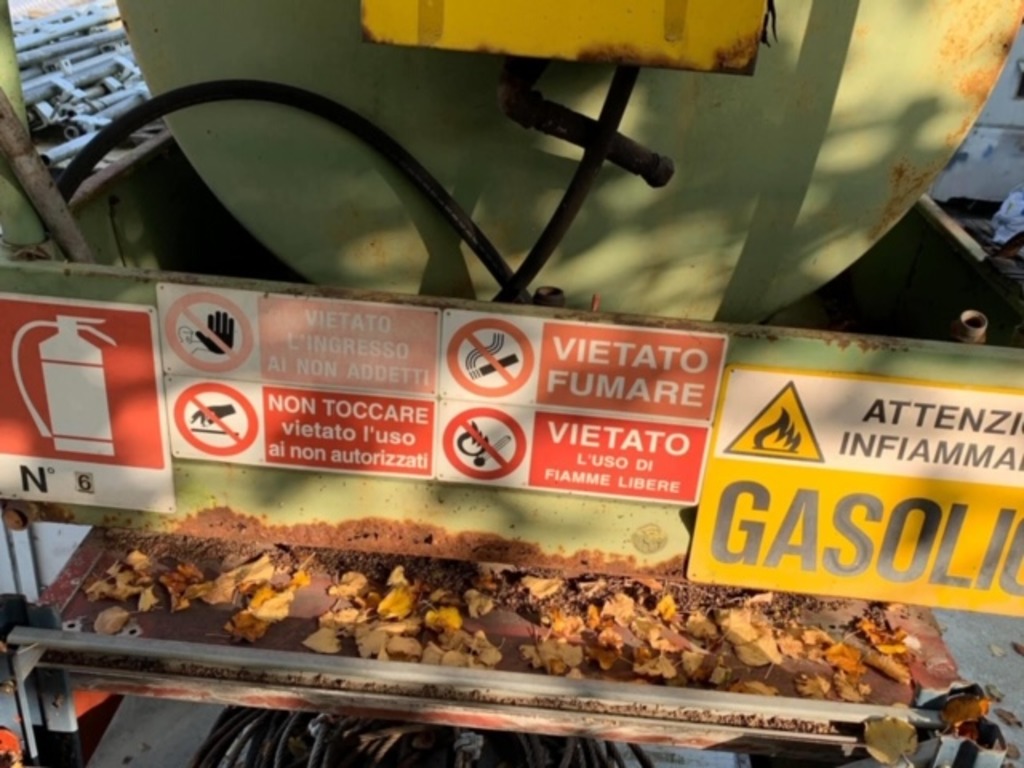 N° 6
VIETATO
L'INGRESSO
AI NON ADDETTI
NON TOCCARE
vietato l'uso
ai non autorizzati
VIETATO
FUMARE
VIETATO
L'USO DI
FIAMME LIBERE
ATTENZI
INFIAMMA
GASOLIO